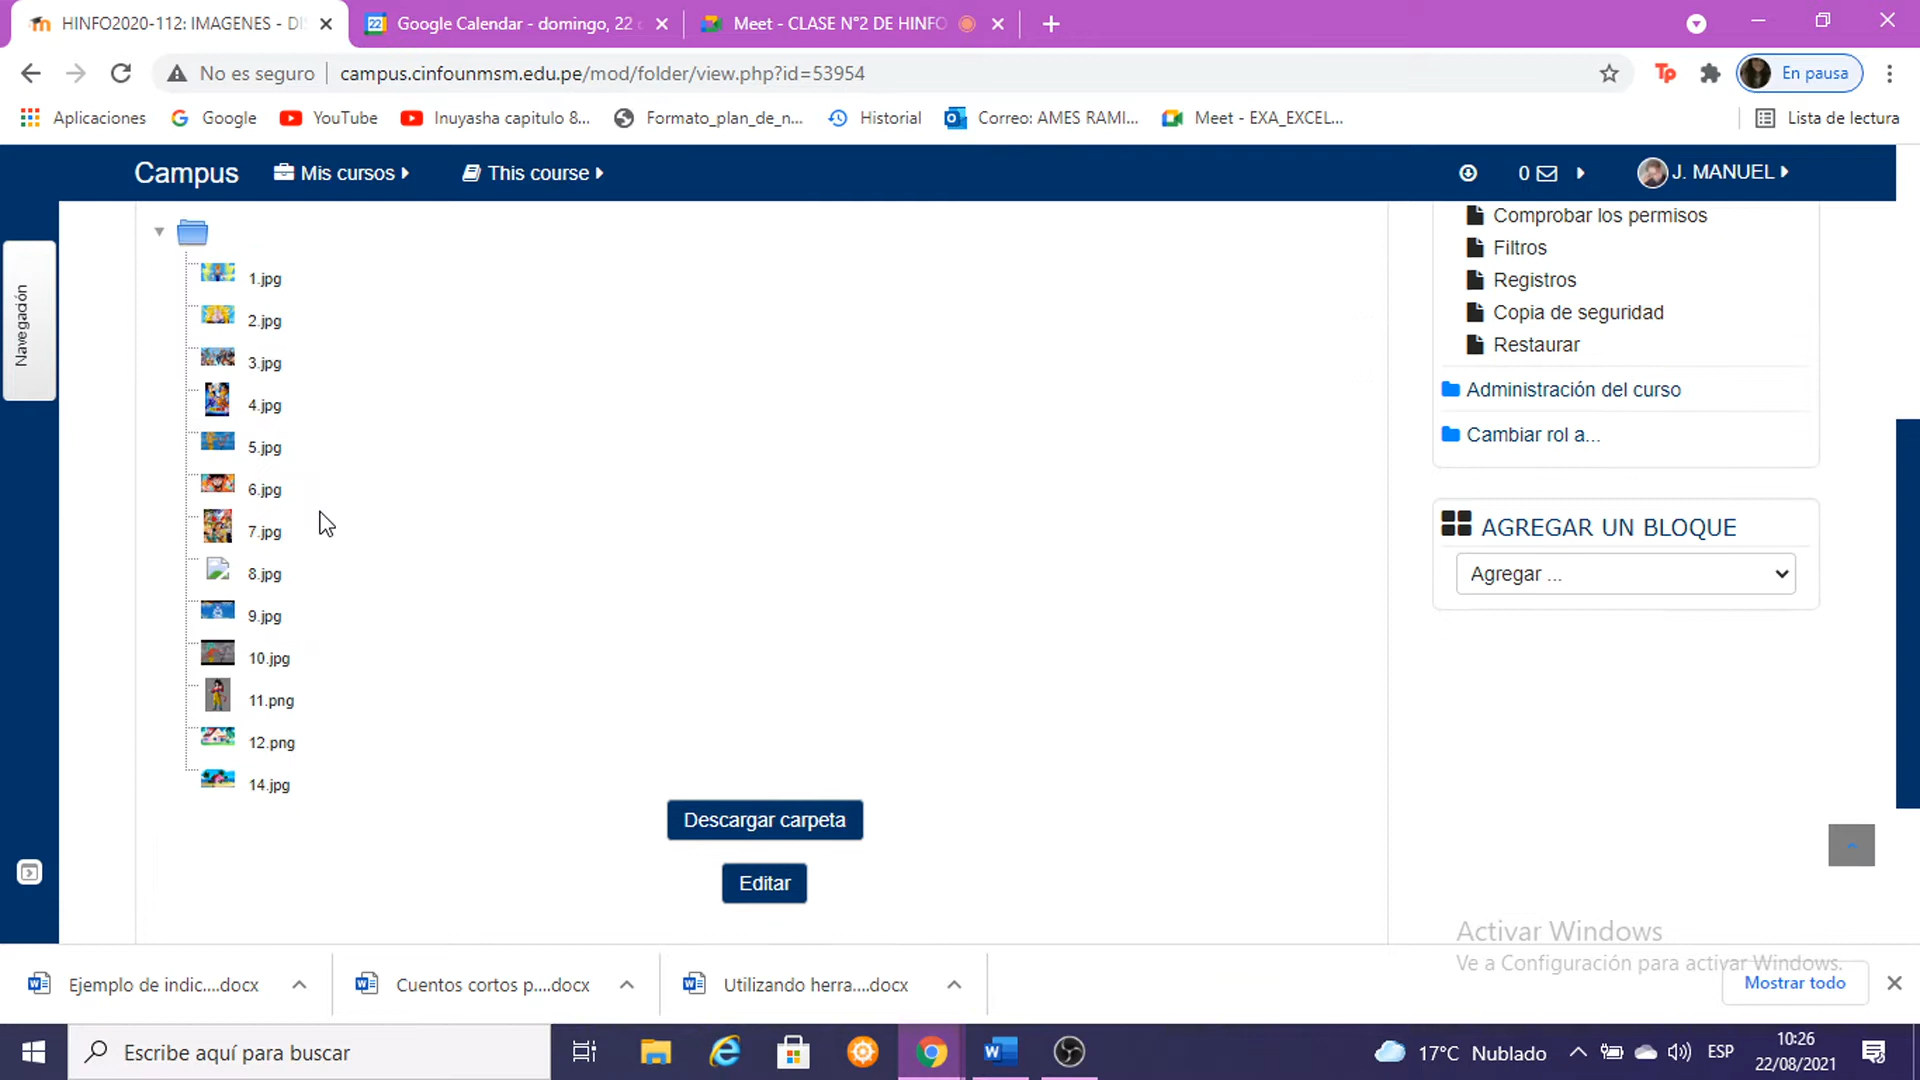 HINFO2020-112: IMAGENES - DI
Google Calendar - domingo, 22
Meet - CLASE N°2 DE HINFO
No es seguro
campus.cinfounmsm.edu.pe/mod/folder/view.php?id=53954
En pausa
Aplicaciones
Google
YouTube
Inuyasha capitulo 8...
Formato_plan_de_n...
Historial
Correo: AMES RAMI...
Meet - EXA_EXCEL...
Lista de lectura
Campus
Mis cursos
This course
0
J. MANUEL
Navegación
1.jpg
2.jpg
3.jpg
4.jpg
5.jpg
6.jpg
7.jpg
8.jpg
9.jpg
10.jpg
11.png
12.png
14.jpg
Descargar carpeta
Editar
Comprobar los permisos
Filtros
Registros
Copia de seguridad
Restaurar
Administración del curso
Cambiar rol a...
AGREGAR UN BLOQUE
Agregar ...
Activar Windows
Ve a Configuración para activar Windows.
Ejemplo de indic....docx
Cuentos cortos p....docx
Utilizando herra....docx
Mostrar todo
Escribe aquí para buscar
17°C Nublado
ESP
10:26
22/08/2021